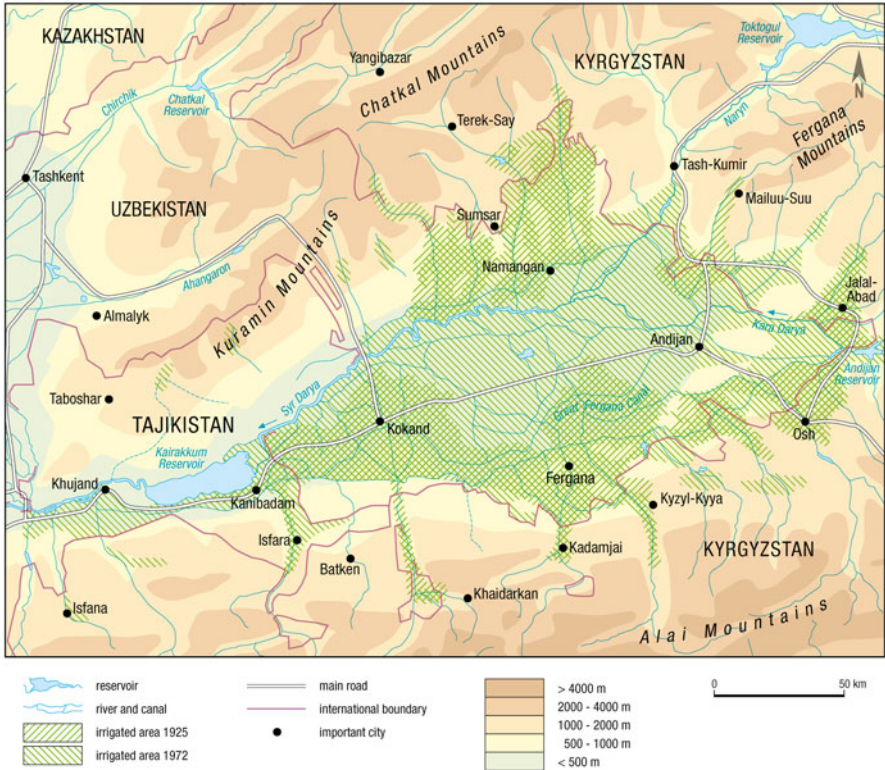 KAZAKHSTAN
Yangibazar
Chatkal Mountains
KYRGYZSTAN
Toktogul
Reservoir
N
Chirchik
Chatkal
Reservoir
Terek-Say
Naryn
Fergana
Mountains
Tashkent
Tash-Kumir
Mailuu-Suu
UZBEKISTAN
Sumsar
Namangan
Ahangaron
Kuramin Mountains
Jalal-
Abad
Almalyk
Kara Darya
Andijan
Andijan
Reservoir
Taboshar
Syr Darya
TAJIKISTAN
Great Fergana Canal
Kokand
Osh
Kairakkum
Reservoir
Fergana
Khujand
Kanibadam
Kyzyl-Kyya
Isfara
Kadamjai
KYRGYZSTAN
Batken
Khaidarkan
Isfana
Alai Mountains
reservoir
river and canal
irrigated area 1925
irrigated area 1972
main road
international boundary
important city
> 4000 m
2000 - 4000 m
1000 - 2000 m
500 - 1000 m
< 500 m
0 50 km